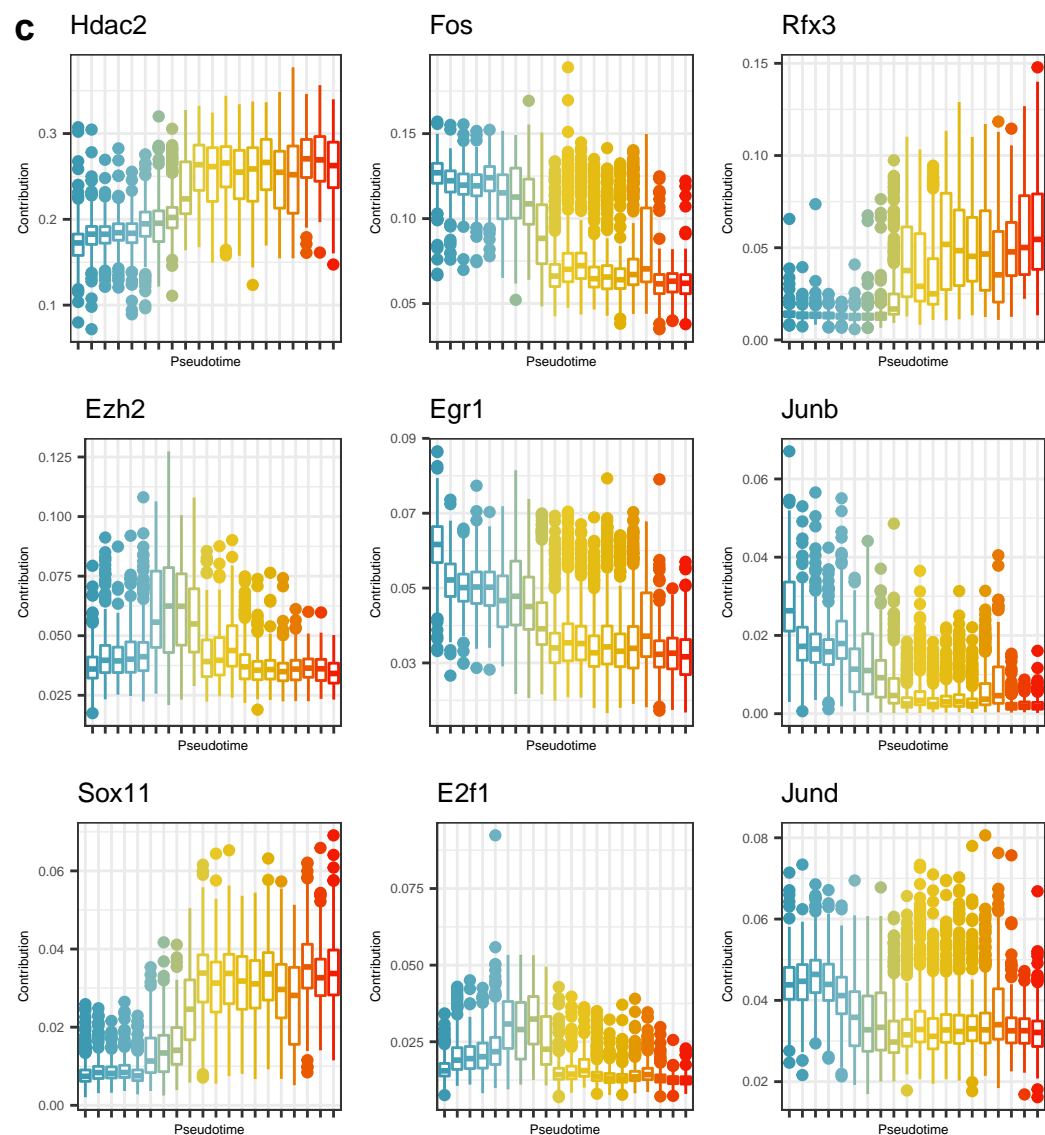 c
Hdac2
Fos
Rfx3
Contribution
0.3
0.2
0.1
Pseudotime
Contribution
0.15
0.10
0.05
Pseudotime
Contribution
0.15
0.10
0.05
0.00
Pseudotime
Ezh2
Egr1
Junb
Contribution
0.125
0.100
0.075
0.050
0.025
Pseudotime
Contribution
0.09
0.07
0.05
0.03
Pseudotime
Contribution
0.06
0.04
0.02
0.00
Pseudotime
Sox11
E2f1
Jund
Contribution
0.06
0.04
0.02
0.00
Pseudotime
Contribution
0.075
0.050
0.025
Pseudotime
Contribution
0.08
0.06
0.04
0.02
Pseudotime